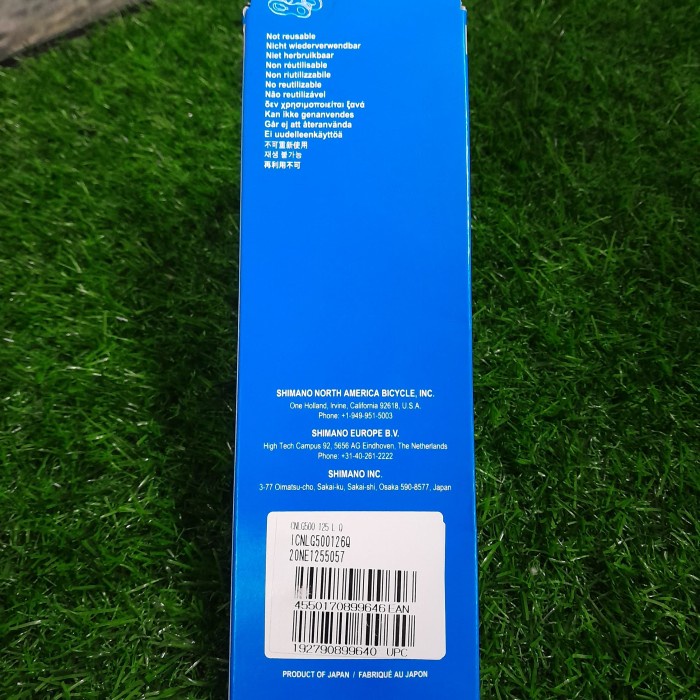 Not reusable
Nicht wiederverwendbar
Niet herbruikbaar
Non réutilisable
Non riutilizzabile
No reutilizable
Não reutilizável
δεν χρησιμοποιείται ξανά
Kan ikke genanvendes
Går ej att återanvända
Ei uudelleenkäyttöä
不可重新使用
재생 불가능
再利用不可
SHIMANO NORTH AMERICA BICYCLE, INC.
One Holland, Irvine, California 92618, U.S.A.
Phone: +1-949-951-5003
SHIMANO EUROPE B.V.
High Tech Campus 92, 5656 AG Eindhoven, The Netherlands
Phone: +31-40-261-2222
SHIMANO INC.
3-77 Oimatsu-cho, Sakai-ku, Sakai-shi, Osaka 590-8577, Japan
CNLG500 125 L Q
ICNLG500126Q
20NE1255057
4550170899646 EAN
192790899640 UPC
PRODUCT OF JAPAN / FABRIQUÉ AU JAPON